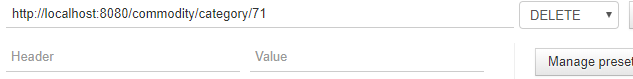 http://localhost:8080/commodity/category/71 DELETE
Header Value Manage preset